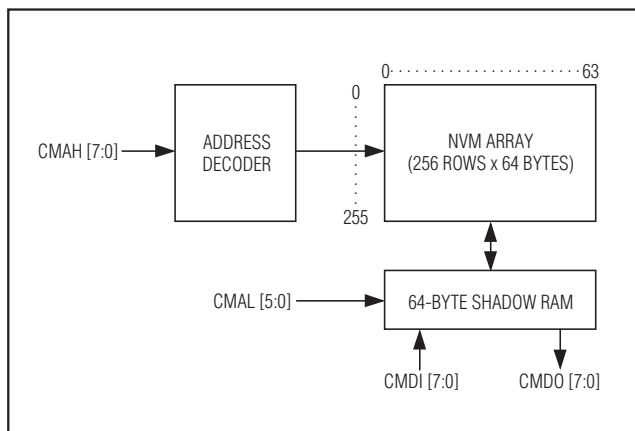 0 63
0
ADDRESS
DECODER
CMAH [7:0]
NVM ARRAY
(256 ROWS x 64 BYTES)
255
CMAL [5:0]
64-BYTE SHADOW RAM
CMDI [7:0]
CMDO [7:0]